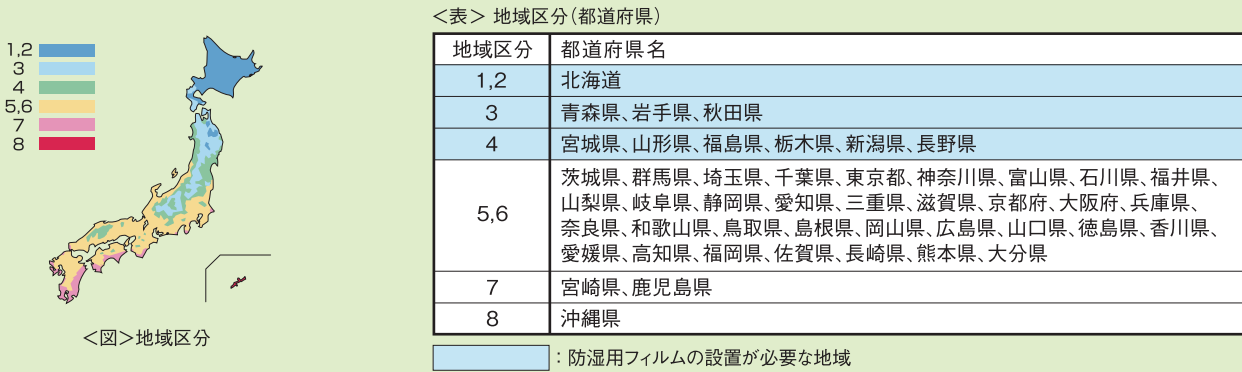 1,2
3
4
5,6
7
8
<図>地域区分
<表> 地域区分(都道府県)
地域区分 都道府県名
1,2 北海道
3 青森県、岩手県、秋田県
4 宮城県、山形県、福島県、栃木県、新潟県、長野県
5,6
茨城県、群馬県、埼玉県、千葉県、東京都、神奈川県、富山県、石川県、福井県、
山梨県、岐阜県、静岡県、愛知県、三重県、滋賀県、京都府、大阪府、兵庫県、
奈良県、和歌山県、鳥取県、島根県、岡山県、広島県、山口県、徳島県、香川県、
愛媛県、高知県、福岡県、佐賀県、長崎県、熊本県、大分県
7 宮崎県、鹿児島県
8 沖縄県
:防湿用フィルムの設置が必要な地域